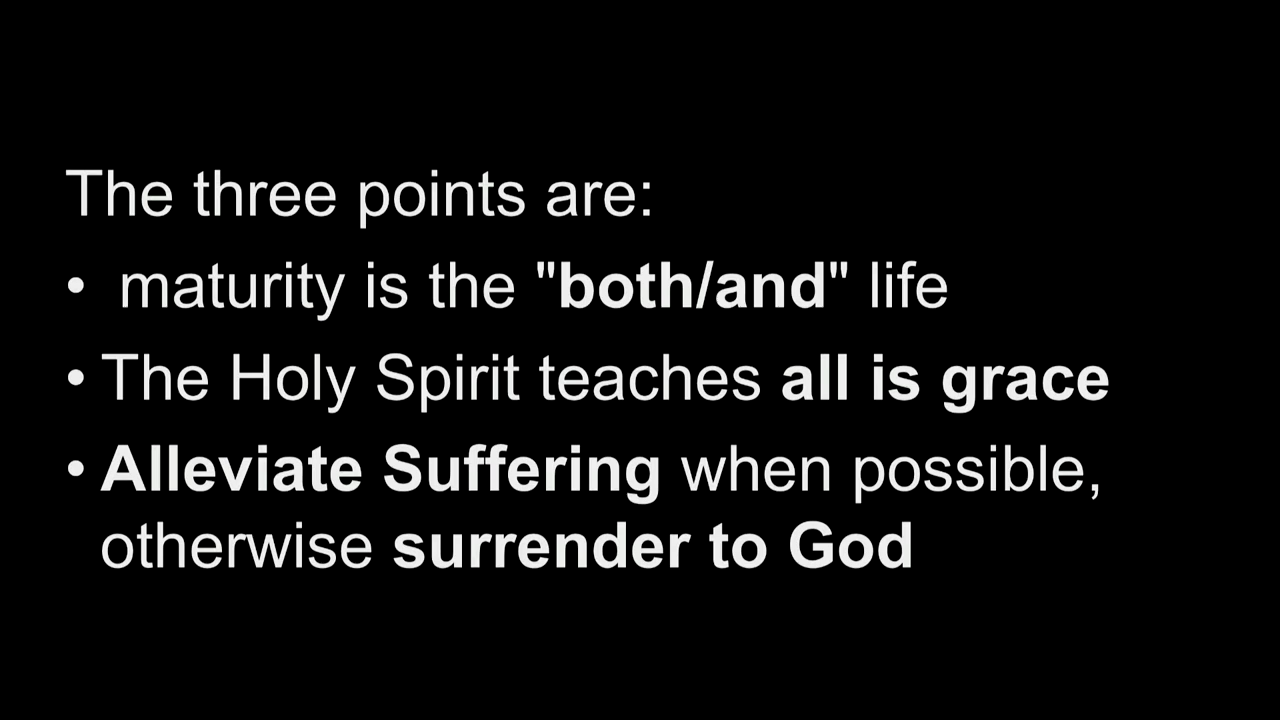 The three points are:
• maturity is the "both/and" life
• The Holy Spirit teaches all is grace
• Alleviate Suffering when possible,
otherwise surrender to God